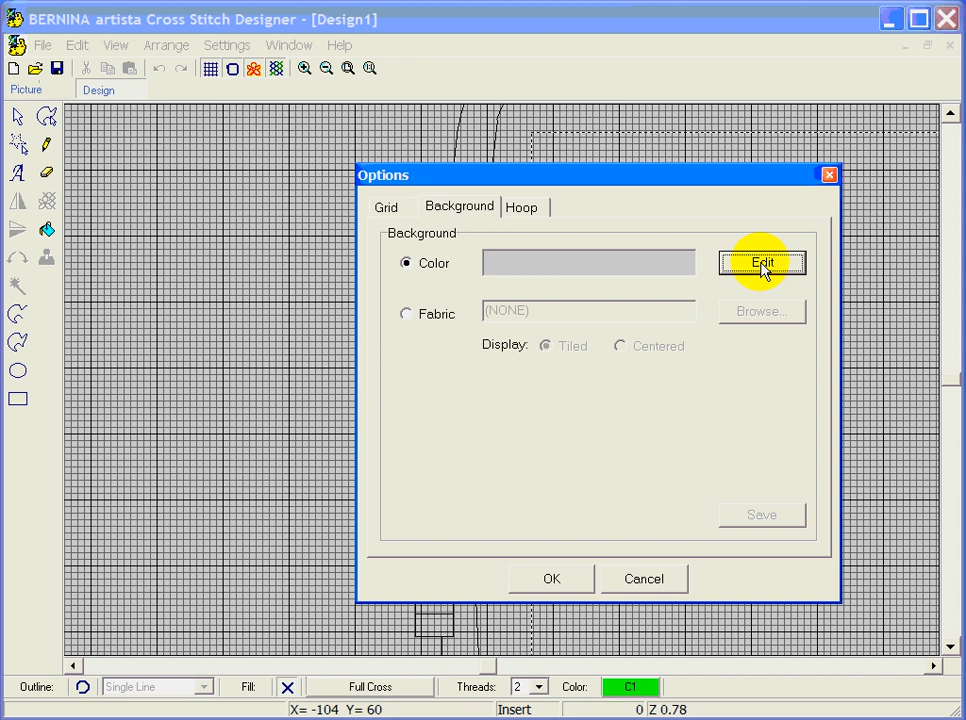 BERNINA artista Cross Stitch Designer - [Design1]
File Edit View Arrange Settings Window Help
Picture Design
Options
Grid Background Hoop
Background
Color Edit
Fabric (NONE) Browse...
Display: Tiled Centered
Save
OK Cancel
Outline: Single Line Fill: Full Cross Threads: 2 Color: C1
X= -104 Y= 60 Insert 0 Z 0.78